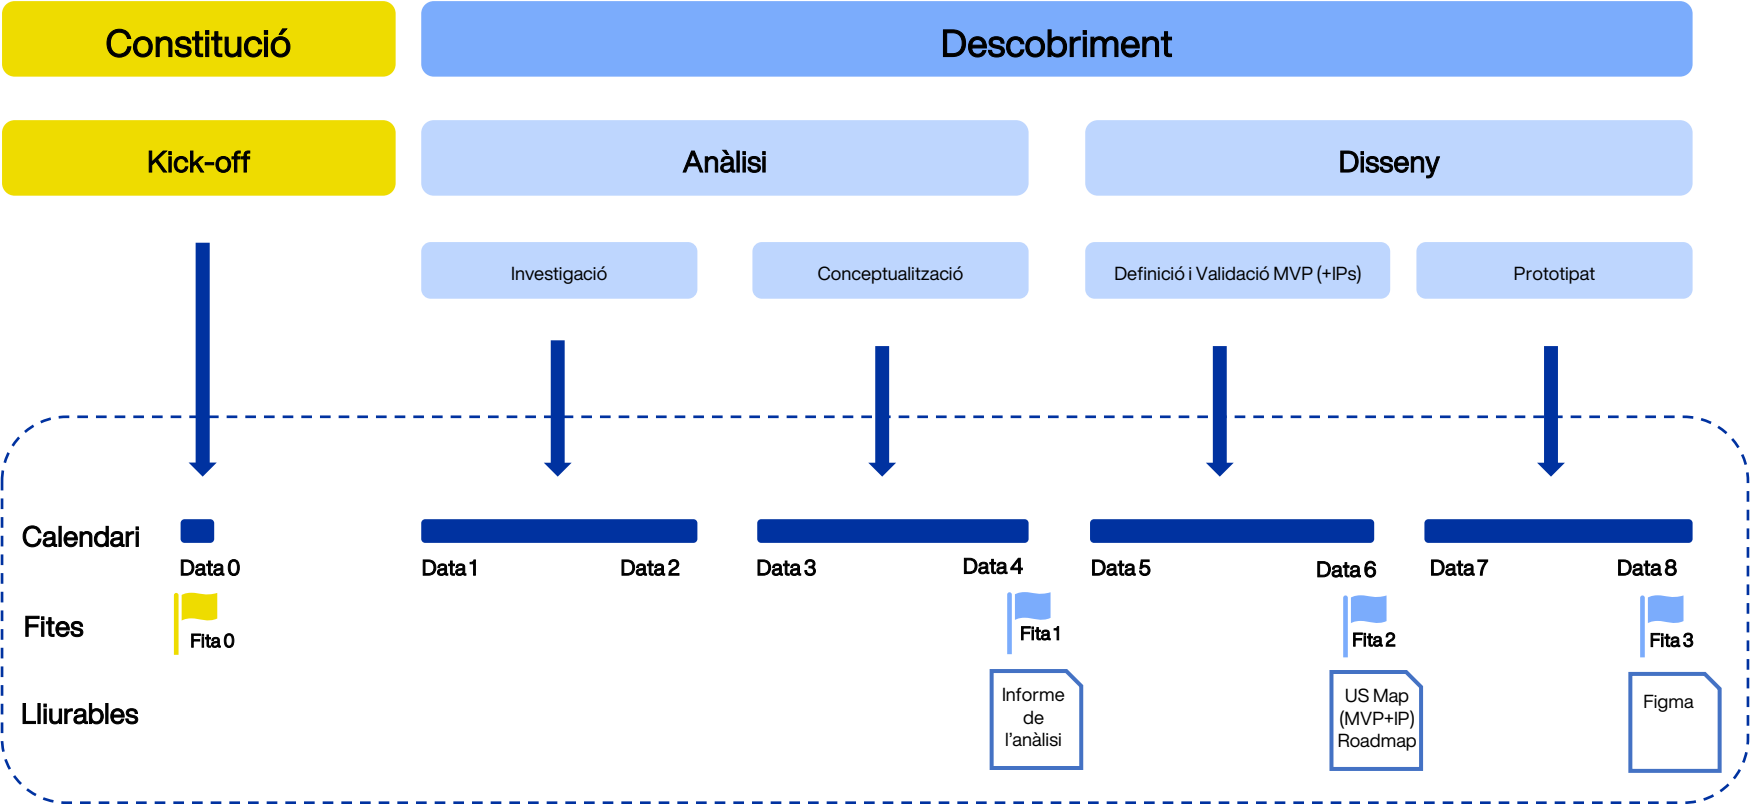 Constitució
Descobriment
Kick-off
Anàlisi
Disseny
Investigació
Conceptualització
Definició i Validació MVP (+IPs)
Prototipat
Calendari
Data 0
Data 1
Data 2
Data 3
Data 4
Data 5
Data 6
Data 7
Data 8
Fites
Fita 0
Fita 1
Fita 2
Fita 3
Lliurables
Informe
de
l'anàlisi
US Map
(MVP+IP)
Roadmap
Figma